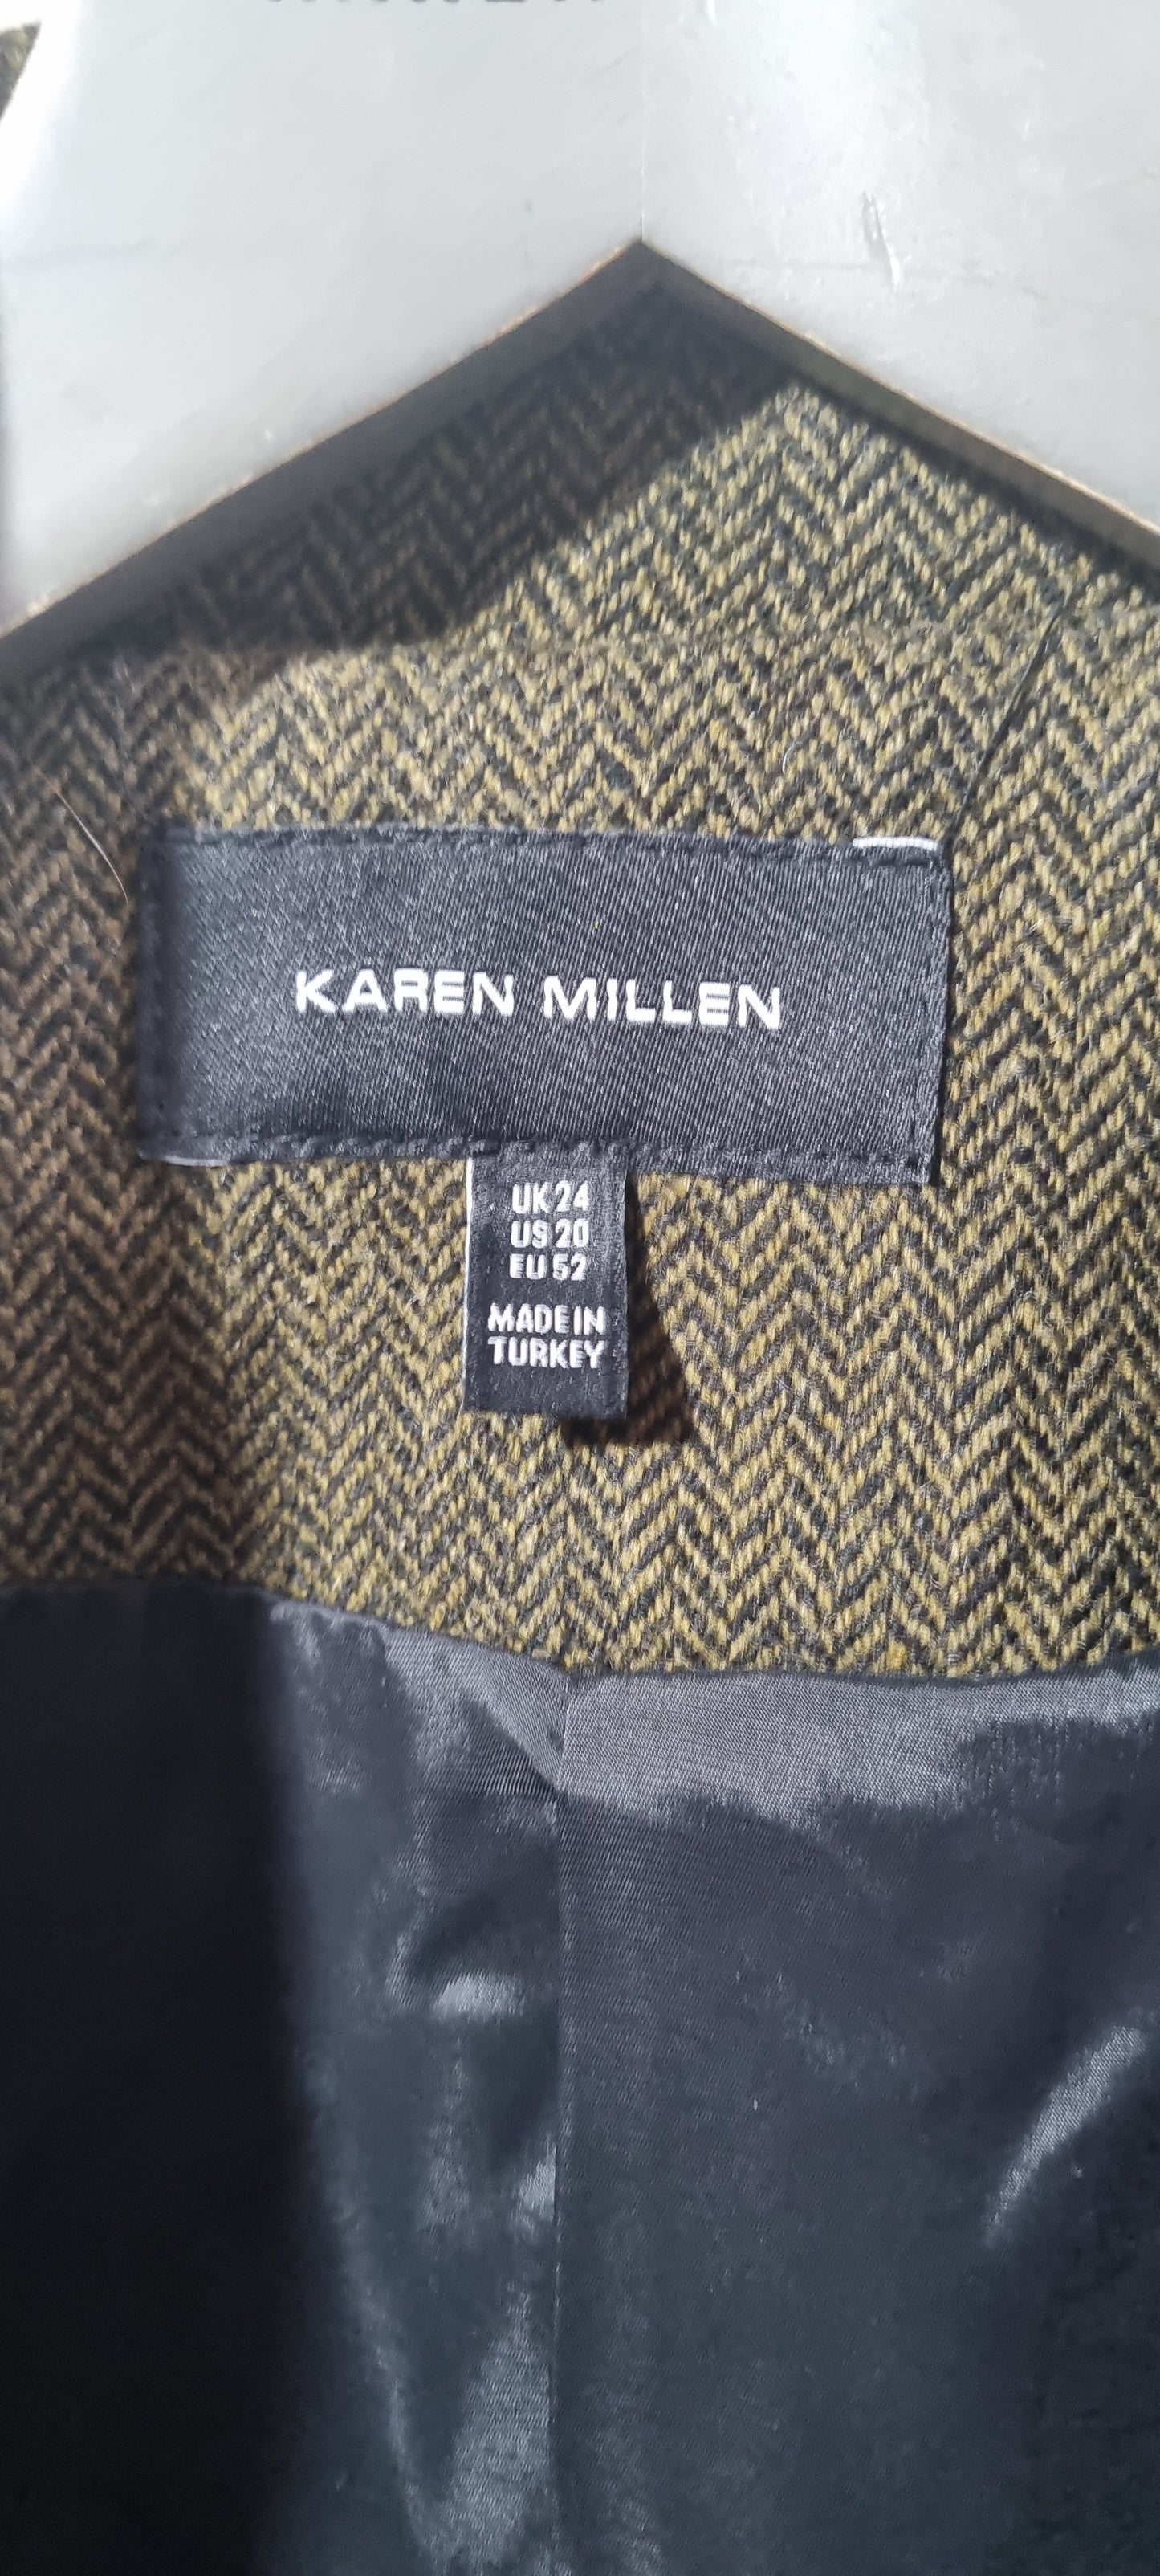 KAREN MILLEN
UK 24
US 20
EU 52
MADE IN
TURKEY